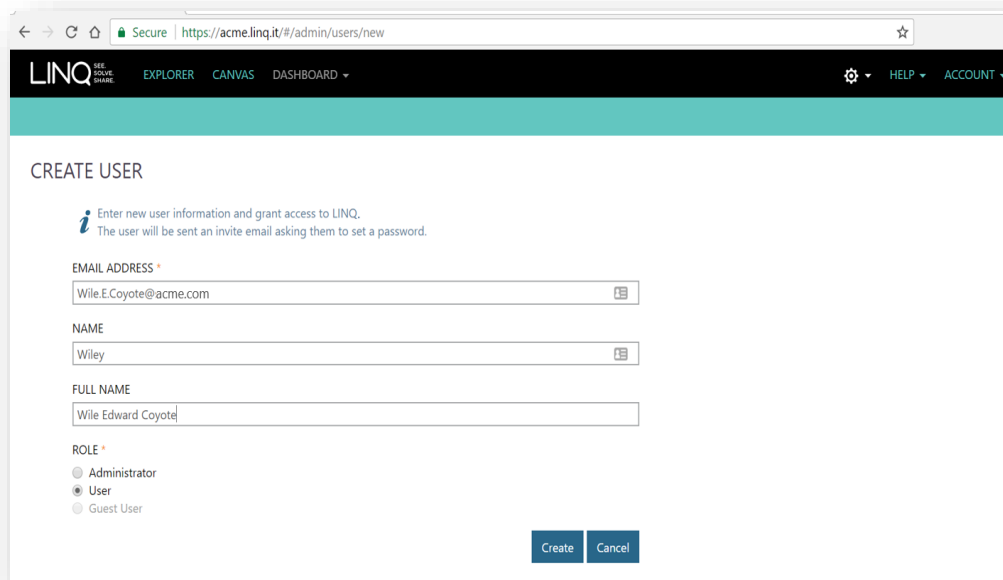 Secure https://acme.linq.it/#/admin/users/new
LINQ SEE. SOLVE. SHARE. EXPLORER CANVAS DASHBOARD HELP ACCOUNT
CREATE USER
i Enter new user information and grant access to LINQ.
The user will be sent an invite email asking them to set a password.
EMAIL ADDRESS *
Wile.E.Coyote@acme.com
NAME
Wiley
FULL NAME
Wile Edward Coyote
ROLE *
Administrator
User
Guest User
Create Cancel